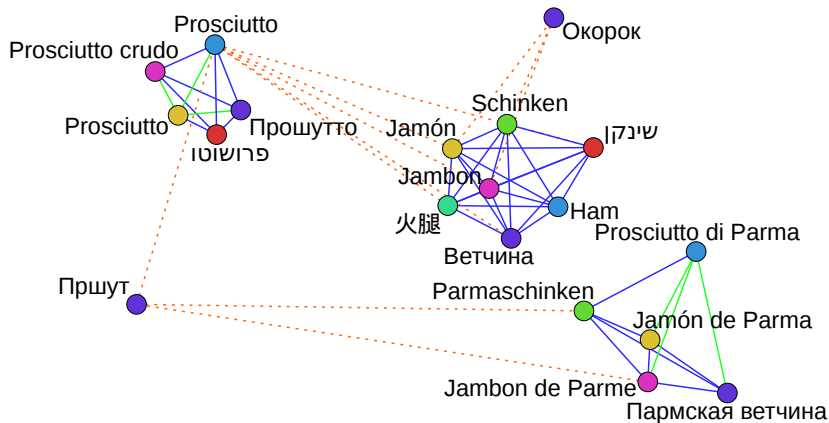 Prosciutto
Окорок
Prosciutto crudo
Schinken
Prosciutto
Прошутто
Jamón
שינקן
פרושוטו
Jambon
火腿
Ham
Ветчина
Prosciutto di Parma
Пршут
Parmaschinken
Jamón de Parma
Jambon de Parme
Пармская ветчина